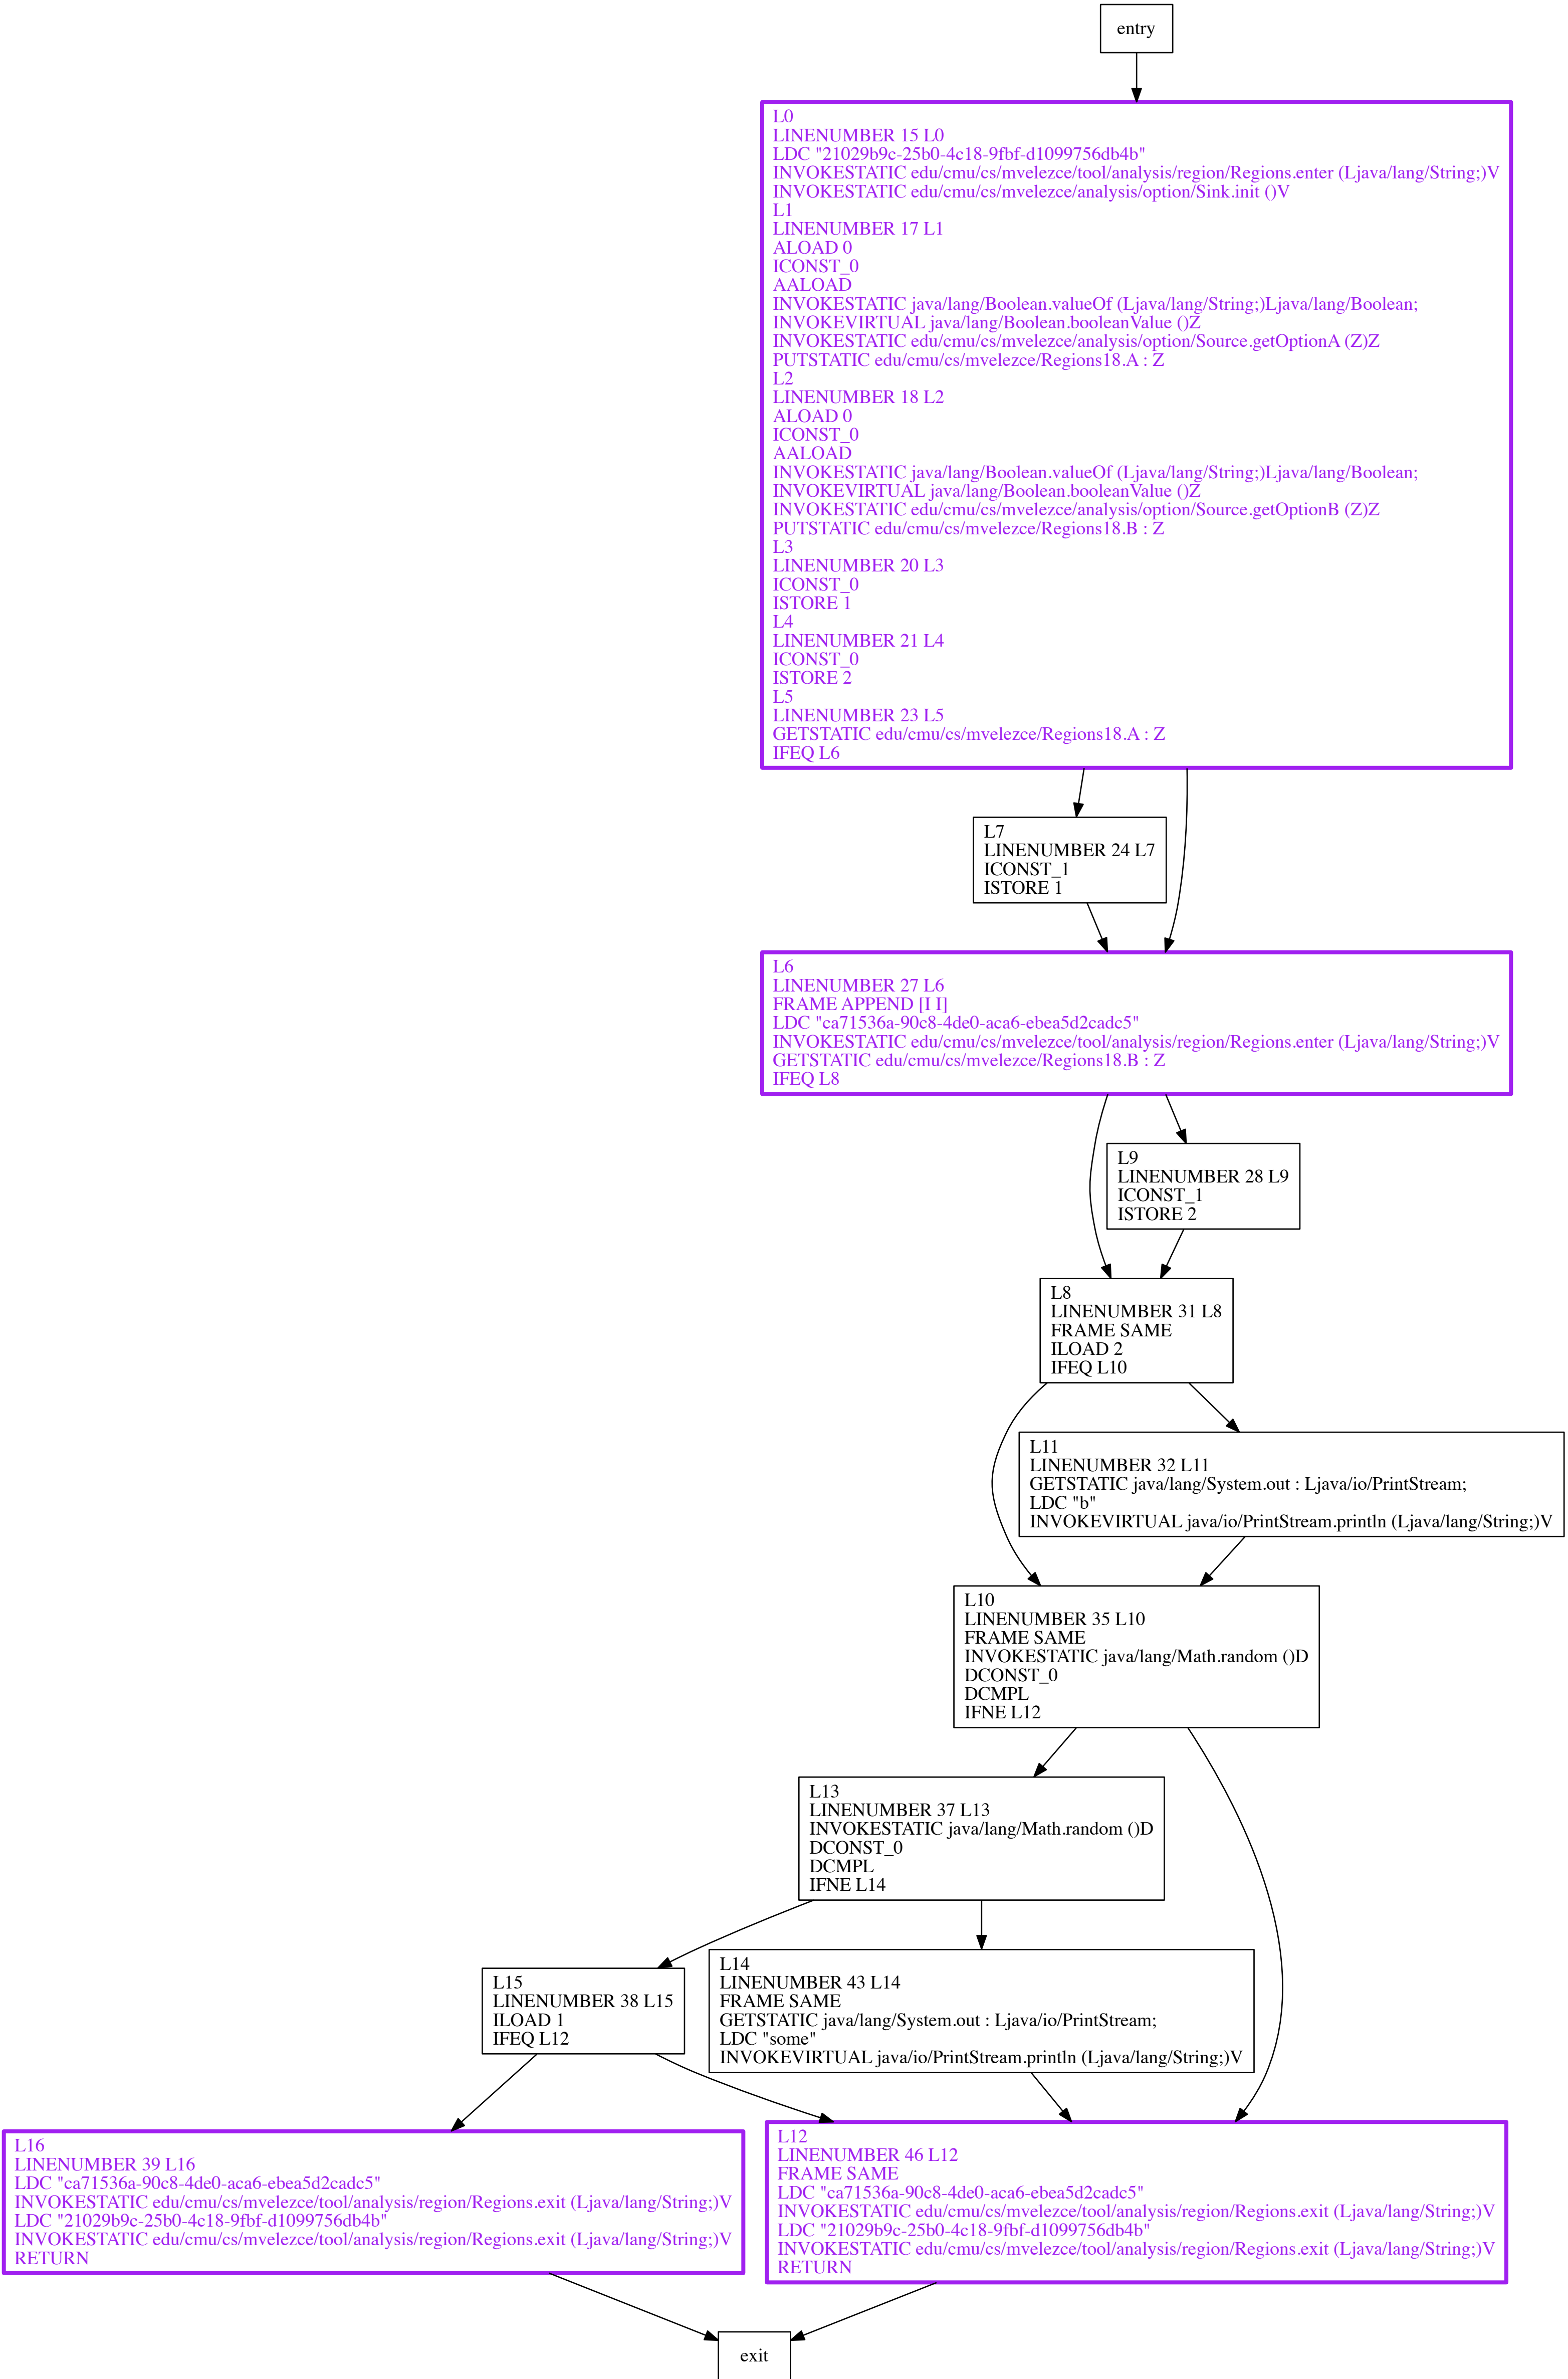 entry
L0
LINENUMBER 15 L0
LDC "21029b9c-25b0-4c18-9fbf-d1099756db4b"
INVOKESTATIC edu/cmu/cs/mvelezce/tool/analysis/region/Regions.enter (Ljava/lang/String;)V
INVOKESTATIC edu/cmu/cs/mvelezce/analysis/option/Sink.init ()V
L1
LINENUMBER 17 L1
ALOAD 0
ICONST_0
AALOAD
INVOKESTATIC java/lang/Boolean.valueOf (Ljava/lang/String;)Ljava/lang/Boolean;
INVOKEVIRTUAL java/lang/Boolean.booleanValue ()Z
INVOKESTATIC edu/cmu/cs/mvelezce/analysis/option/Source.getOptionA (Z)Z
PUTSTATIC edu/cmu/cs/mvelezce/Regions18.A : Z
L2
LINENUMBER 18 L2
ALOAD 0
ICONST_0
AALOAD
INVOKESTATIC java/lang/Boolean.valueOf (Ljava/lang/String;)Ljava/lang/Boolean;
INVOKEVIRTUAL java/lang/Boolean.booleanValue ()Z
INVOKESTATIC edu/cmu/cs/mvelezce/analysis/option/Source.getOptionB (Z)Z
PUTSTATIC edu/cmu/cs/mvelezce/Regions18.B : Z
L3
LINENUMBER 20 L3
ICONST_0
ISTORE 1
L4
LINENUMBER 21 L4
ICONST_0
ISTORE 2
L5
LINENUMBER 23 L5
GETSTATIC edu/cmu/cs/mvelezce/Regions18.A : Z
IFEQ L6
L7
LINENUMBER 24 L7
ICONST_1
ISTORE 1
L6
LINENUMBER 27 L6
FRAME APPEND [I I]
LDC "ca71536a-90c8-4de0-aca6-ebea5d2cadc5"
INVOKESTATIC edu/cmu/cs/mvelezce/tool/analysis/region/Regions.enter (Ljava/lang/String;)V
GETSTATIC edu/cmu/cs/mvelezce/Regions18.B : Z
IFEQ L8
L9
LINENUMBER 28 L9
ICONST_1
ISTORE 2
L8
LINENUMBER 31 L8
FRAME SAME
ILOAD 2
IFEQ L10
L11
LINENUMBER 32 L11
GETSTATIC java/lang/System.out : Ljava/io/PrintStream;
LDC "b"
INVOKEVIRTUAL java/io/PrintStream.println (Ljava/lang/String;)V
L10
LINENUMBER 35 L10
FRAME SAME
INVOKESTATIC java/lang/Math.random ()D
DCONST_0
DCMPL
IFNE L12
L13
LINENUMBER 37 L13
INVOKESTATIC java/lang/Math.random ()D
DCONST_0
DCMPL
IFNE L14
L15
LINENUMBER 38 L15
ILOAD 1
IFEQ L12
L14
LINENUMBER 43 L14
FRAME SAME
GETSTATIC java/lang/System.out : Ljava/io/PrintStream;
LDC "some"
INVOKEVIRTUAL java/io/PrintStream.println (Ljava/lang/String;)V
L16
LINENUMBER 39 L16
LDC "ca71536a-90c8-4de0-aca6-ebea5d2cadc5"
INVOKESTATIC edu/cmu/cs/mvelezce/tool/analysis/region/Regions.exit (Ljava/lang/String;)V
LDC "21029b9c-25b0-4c18-9fbf-d1099756db4b"
INVOKESTATIC edu/cmu/cs/mvelezce/tool/analysis/region/Regions.exit (Ljava/lang/String;)V
RETURN
L12
LINENUMBER 46 L12
FRAME SAME
LDC "ca71536a-90c8-4de0-aca6-ebea5d2cadc5"
INVOKESTATIC edu/cmu/cs/mvelezce/tool/analysis/region/Regions.exit (Ljava/lang/String;)V
LDC "21029b9c-25b0-4c18-9fbf-d1099756db4b"
INVOKESTATIC edu/cmu/cs/mvelezce/tool/analysis/region/Regions.exit (Ljava/lang/String;)V
RETURN
exit